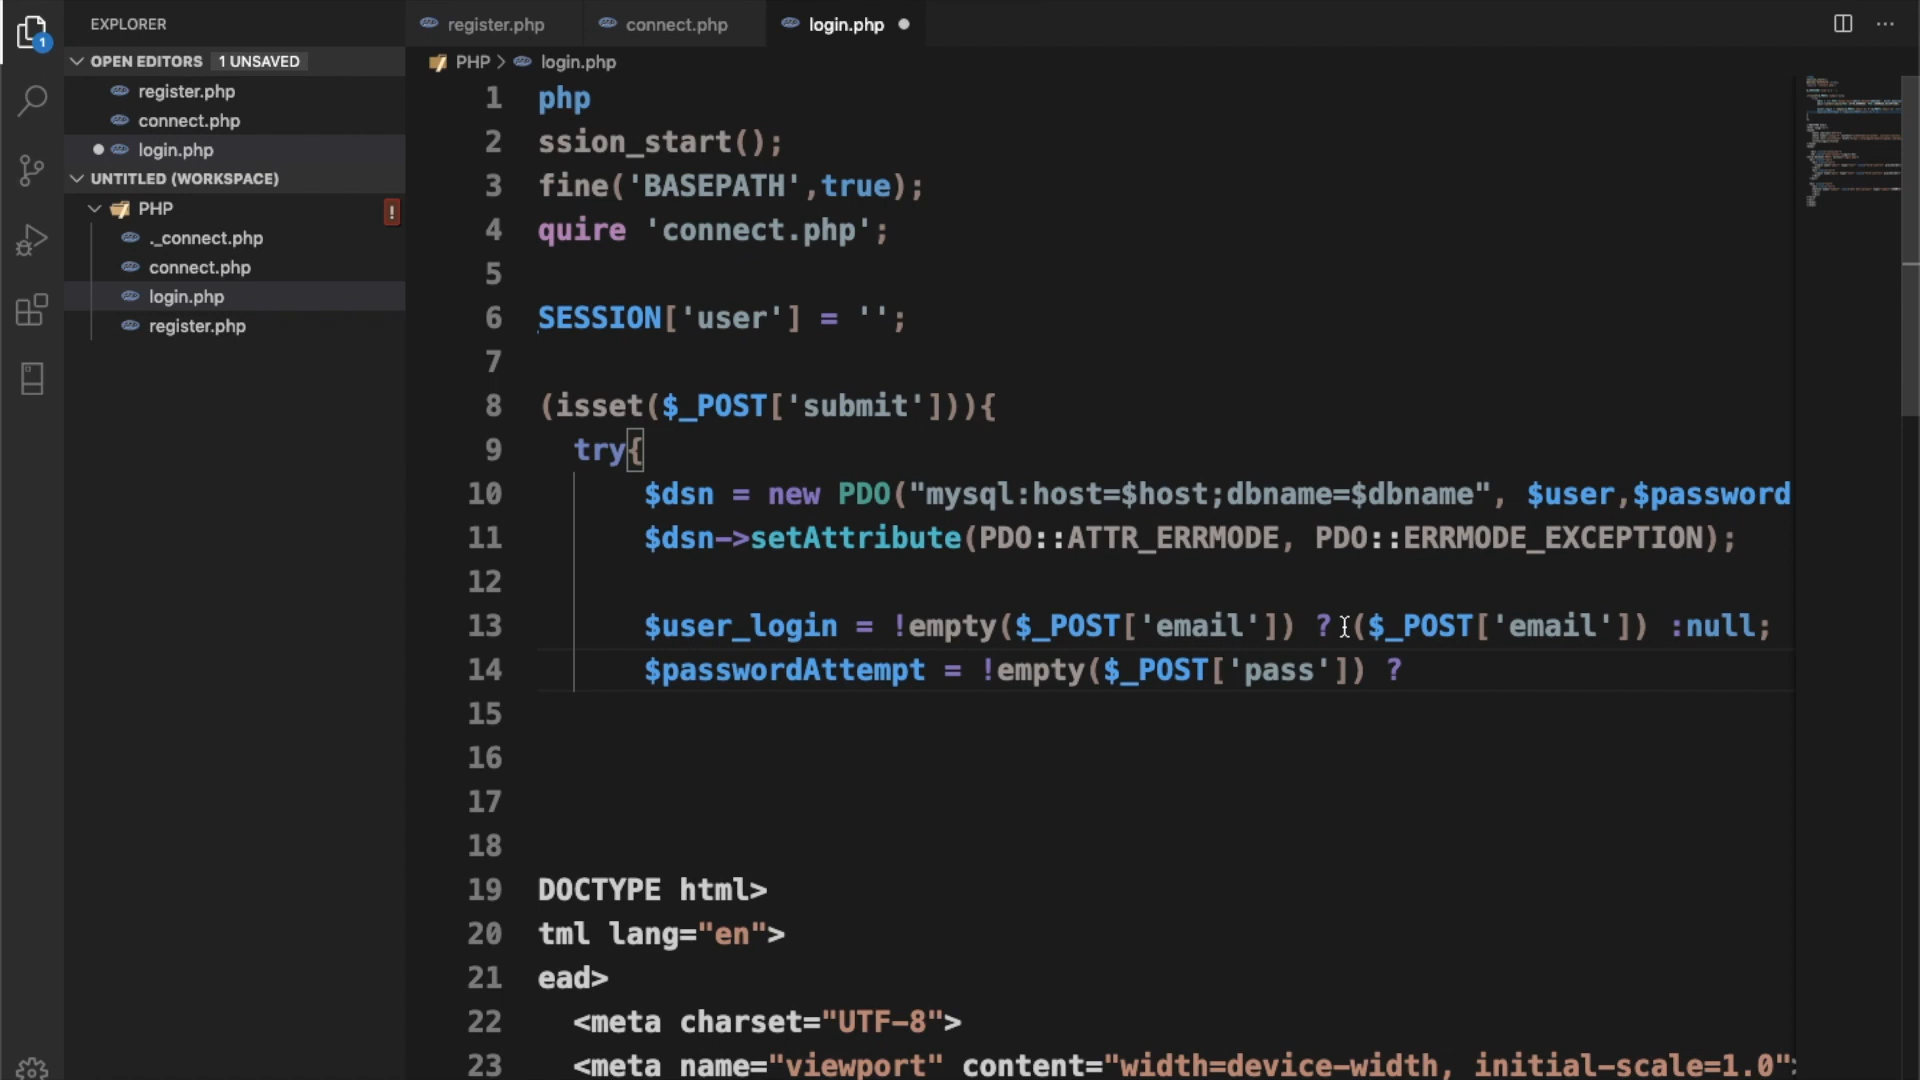 EXPLORER
register.php
connect.php
login.php
1
OPEN EDITORS 1 UNSAVED
register.php
connect.php
login.php
UNTITLED (WORKSPACE)
PHP
!
._connect.php
connect.php
login.php
register.php
PHP > login.php
1 php
2 ssion_start();
3 fine('BASEPATH',true);
4 quire 'connect.php';
5
6 SESSION['user'] = '';
7
8 (isset($_POST['submit'])){
9 try{
10 $dsn = new PDO("mysql:host=$host;dbname=$dbname", $user,$password
11 $dsn->setAttribute(PDO::ATTR_ERRMODE, PDO::ERRMODE_EXCEPTION);
12
13 $user_login = !empty($_POST['email']) ? ($_POST['email']) :null;
14 $passwordAttempt = !empty($_POST['pass']) ?
15
16
17
18
19 DOCTYPE html>
20 tml lang="en">
21 ead>
22 <meta charset="UTF-8">
23 <meta name="viewport" content="width=device-width, initial-scale=1.0"